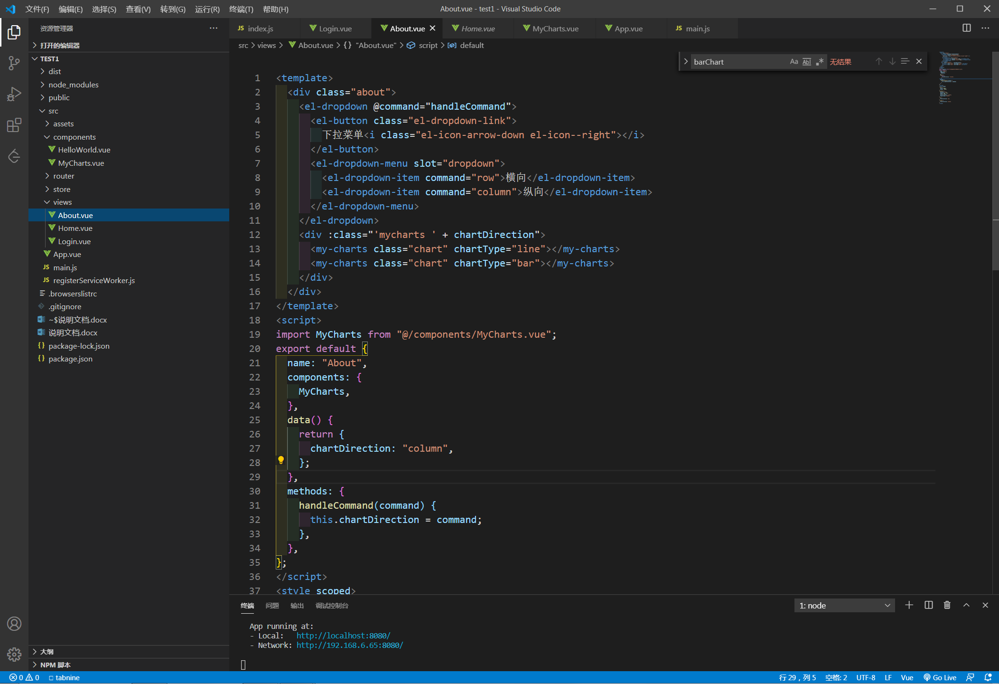 文件(F) 编辑(E) 选择(S) 查看(V) 转到(G) 运行(R) 终端(T) 帮助(H) About.vue - test1 - Visual Studio Code
资源管理器
打开的编辑器
TEST1
dist
node_modules
public
src
assets
components
HelloWorld.vue
MyCharts.vue
router
store
views
About.vue
Home.vue
Login.vue
App.vue
JS main.js
JS registerServiceWorker.js
.browserslistrc
.gitignore
~$说明文档.docx
说明文档.docx
{} package-lock.json
{} package.json
大纲
NPM 脚本
JS index.js Login.vue About.vue Home.vue MyCharts.vue App.vue JS main.js
src > views > About.vue > {} "About.vue" > script > default
barChart Aa Abl .* 无结果
1 <template>
2 <div class="about">
3 <el-dropdown @command="handleCommand">
4 <el-button class="el-dropdown-link">
5 下拉菜单<i class="el-icon-arrow-down el-icon--right"></i>
6 </el-button>
7 <el-dropdown-menu slot="dropdown">
8 <el-dropdown-item command="row">横向</el-dropdown-item>
9 <el-dropdown-item command="column">纵向</el-dropdown-item>
10 </el-dropdown-menu>
11 </el-dropdown>
12 <div :class="'mycharts ' + chartDirection">
13 <my-charts class="chart" chartType="line"></my-charts>
14 <my-charts class="chart" chartType="bar"></my-charts>
15 </div>
16 </div>
17 </template>
18 <script>
19 import MyCharts from "@/components/MyCharts.vue";
20 export default {
21 name: "About",
22 components: {
23 MyCharts,
24 },
25 data() {
26 return {
27 chartDirection: "column",
28 };
29 },
30 methods: {
31 handleCommand(command) {
32 this.chartDirection = command;
33 },
34 },
35 };
36 </script>
37 <style scoped>
终端 问题 输出 调试控制台 1: node
App running at:
- Local: http://localhost:8080/
- Network: http://192.168.6.65:8080/
0 0 tabnine 行 29，列 5 空格: 2 UTF-8 LF Vue Go Live